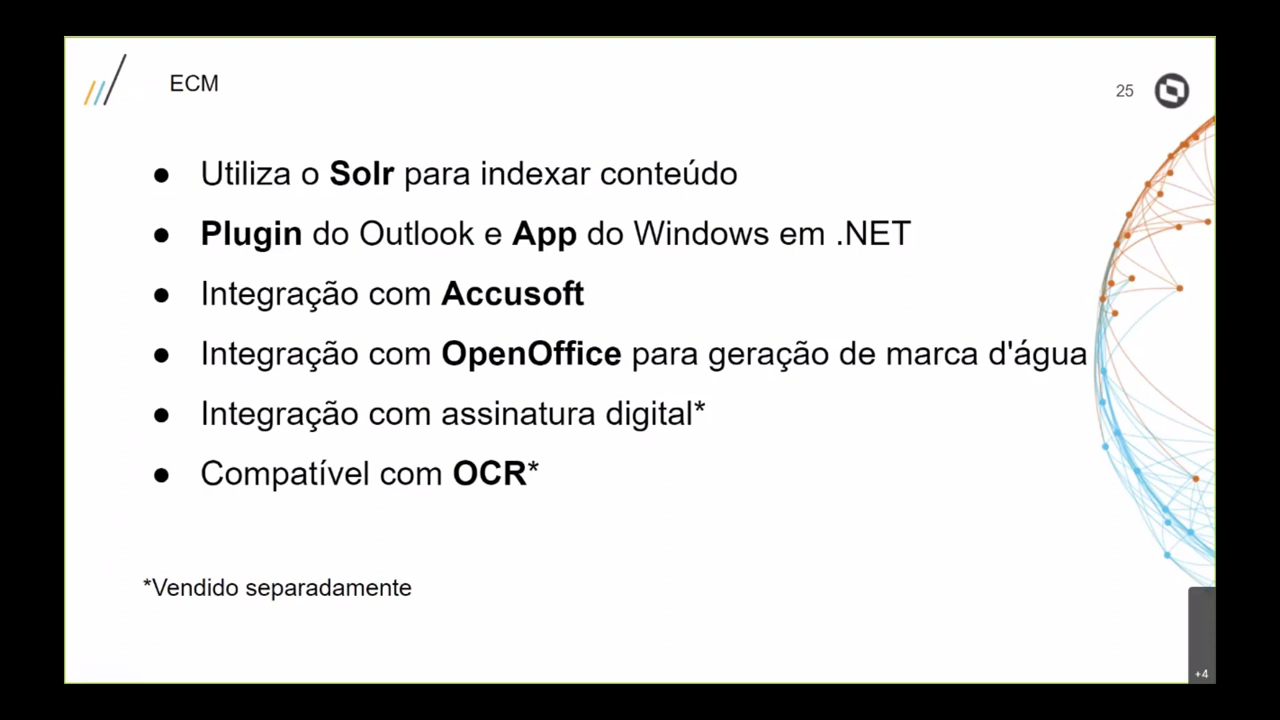 ECM
25
● Utiliza o Solr para indexar conteúdo
● Plugin do Outlook e App do Windows em .NET
● Integração com Accusoft
● Integração com OpenOffice para geração de marca d'água
● Integração com assinatura digital*
● Compatível com OCR*
*Vendido separadamente
+4